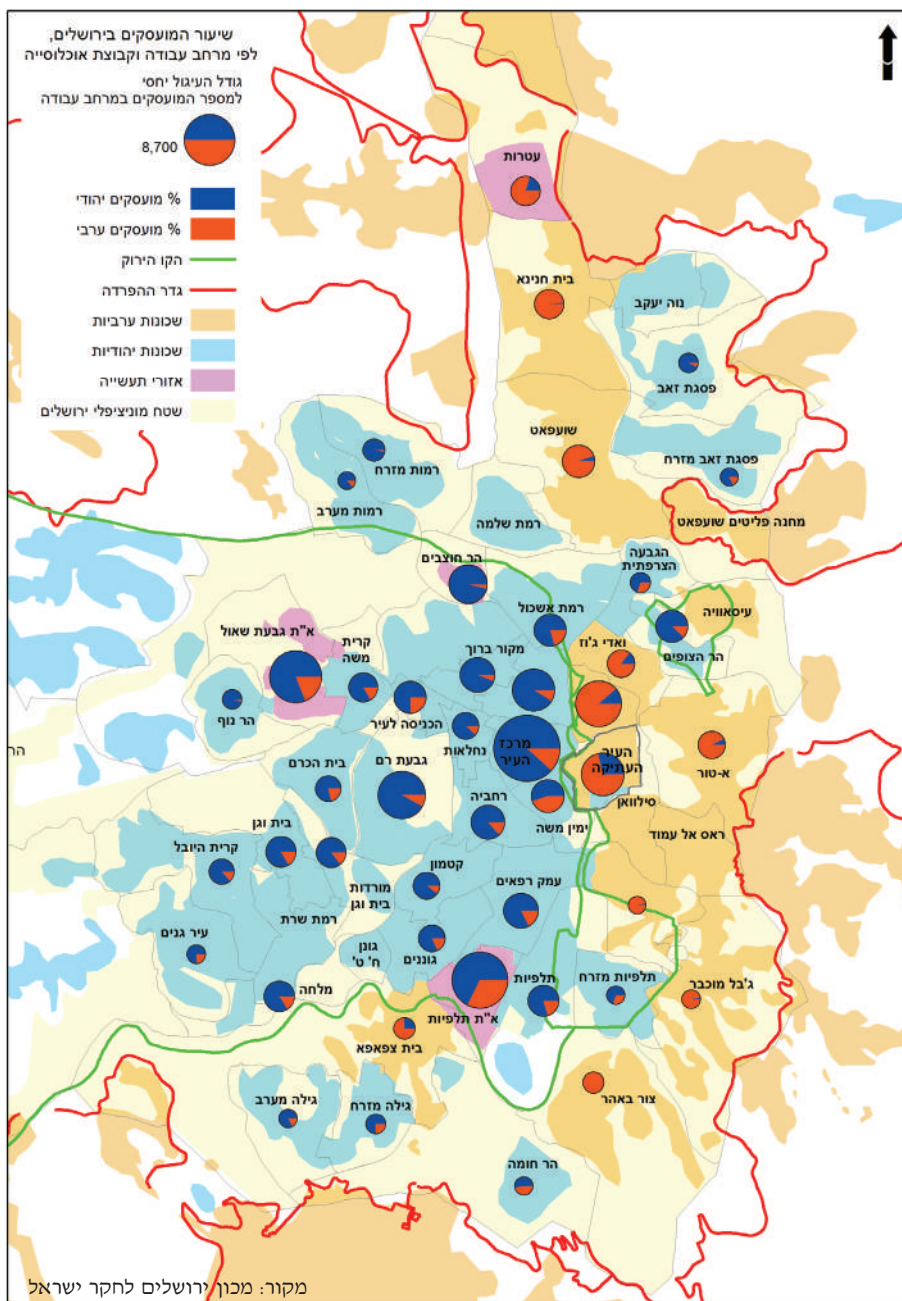 שיעור המועסקים בירושלים,
לפי מרחב עבודה וקבוצת אוכלוסייה
גודל העיגול יחסי
למספר המועסקים במרחב עבודה
8,700
% מועסקים יהודי
% מועסקים ערבי
הקו הירוק
גדר ההפרדה
שכונות ערביות
שכונות יהודיות
אזורי תעשייה
שטח מוניציפלי ירושלים
עטרות
בית חנינא
נוה יעקב
פסגת זאב
שועפאט
פסגת זאב מזרח
רמות מזרח
רמות מערב
רמת שלמה
מחנה פליטים שועפאט
הר חוצבים
הגבעה
הצרפתית
עיסאוויה
רמת אשכול
א"ת גבעת שאול
קרית
משה
מקור ברוך
ואדי ג'וז
הר הצופים
הר נוף
הכניסה לעיר
נחלאות
מרכז
העיר
העיר
העתיקה
א-טור
הר
בית הכרם
גבעת רם
סילוואן
רחביה
ימין משה
ראס אל עמוד
בית וגן
קרית היובל
קטמון
עמק רפאים
מורדות
בית וגן
רמת שרת
עיר גנים
גונן
ח' ט'
גוננים
תלפיות
תלפיות מזרח
ג'בל מוכבר
מלחה
א"ת תלפיות
בית צפאפא
צור באהר
גילה מערב
גילה מזרח
הר חומה
מקור: מכון ירושלים לחקר ישראל